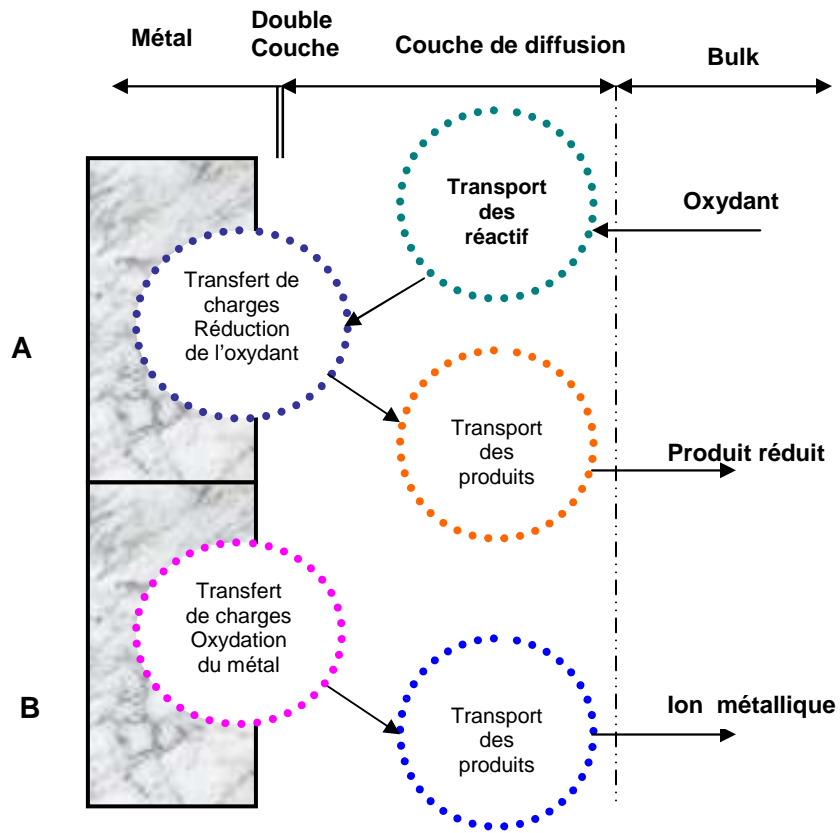 Métal
Double
Couche
Couche de diffusion
Bulk
Transport
des
réactif
Oxydant
Transfert de
charges
Réduction
de l’oxydant
A
Transport
des
produits
Produit réduit
Transfert
de charges
Oxydation
du métal
B
Transport
des
produits
Ion métallique